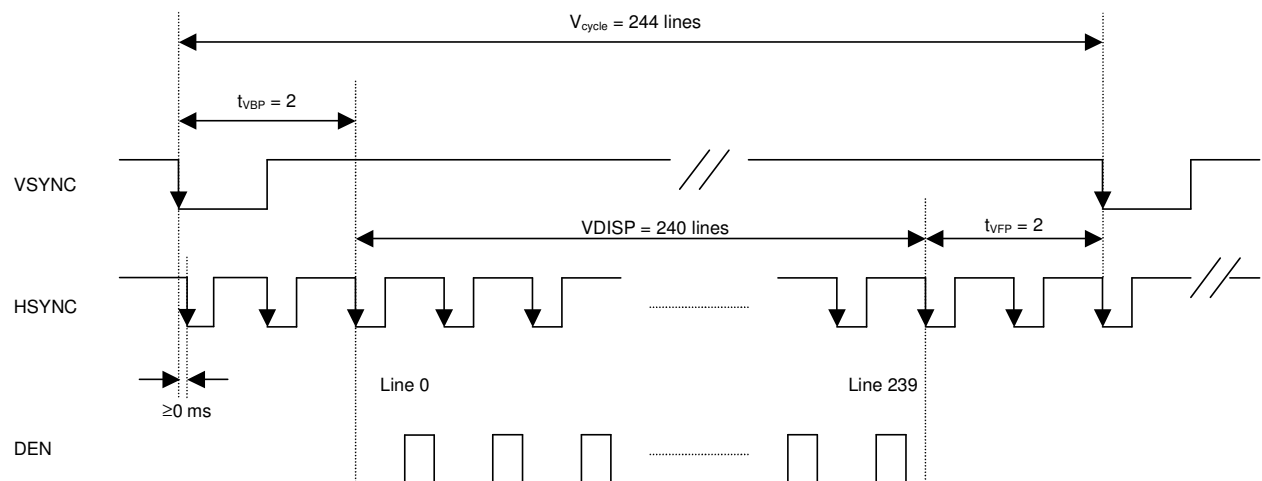 Vcycle = 244 lines
tVBP = 2
VSYNC
VDISP = 240 lines
tVFP = 2
HSYNC
Line 0
Line 239
≥0 ms
DEN